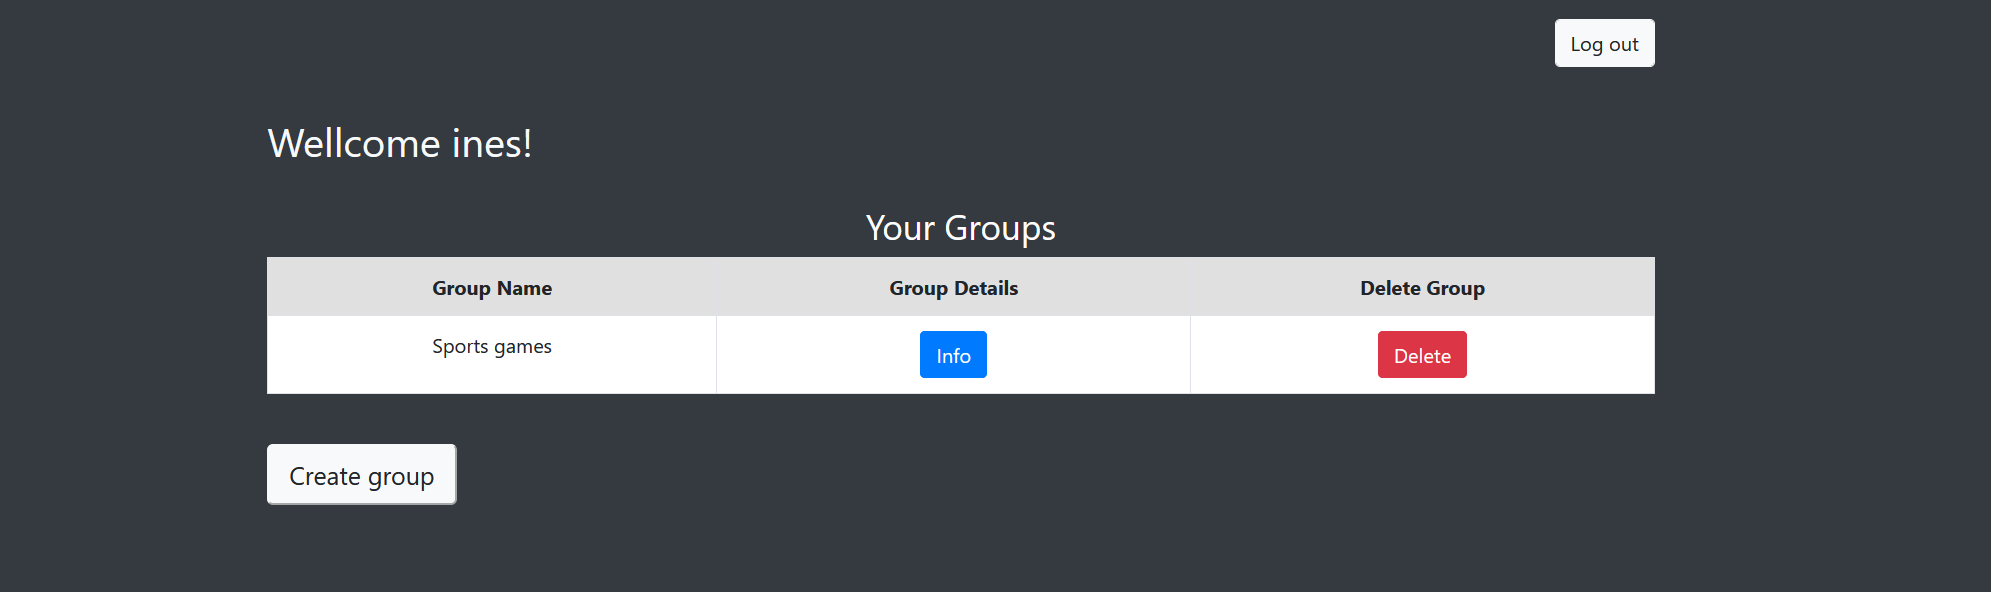 Log out
Wellcome ines!
Your Groups
Group Name Group Details Delete Group
Sports games Info Delete
Create group